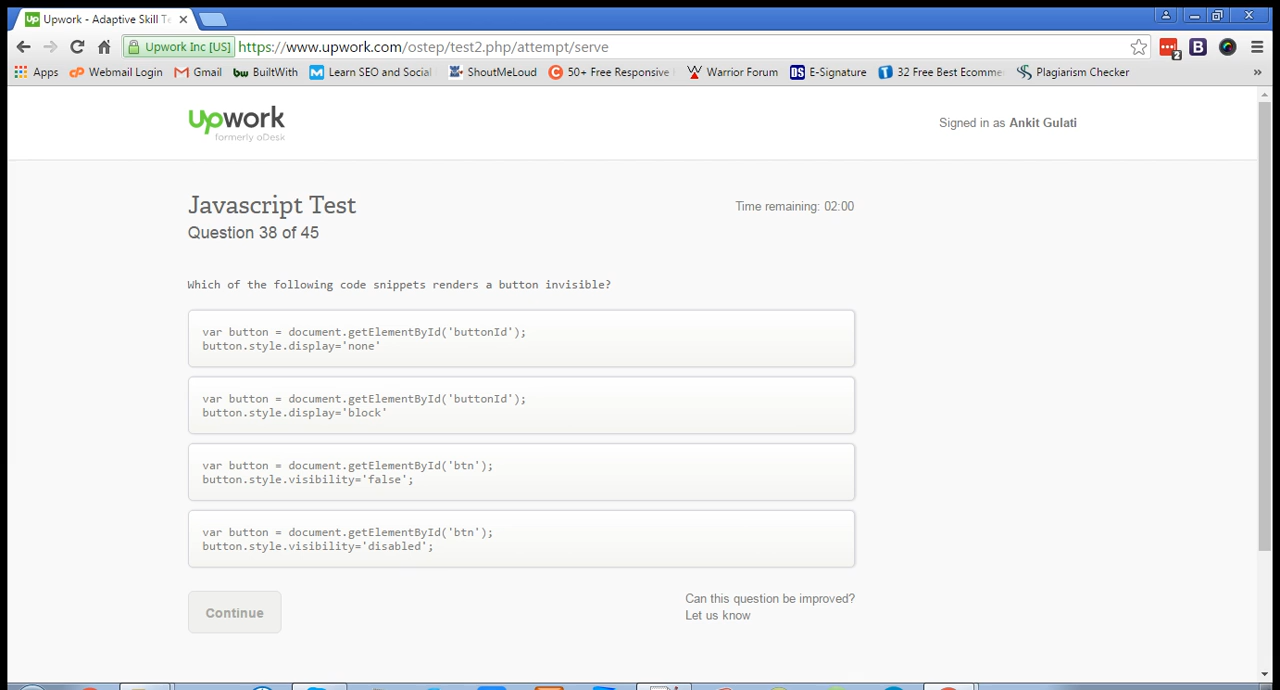 Upwork - Adaptive Skill Te
Upwork Inc [US] https://www.upwork.com/ostep/test2.php/attempt/serve
2
B
Apps cP Webmail Login Gmail bw BuiltWith Learn SEO and Social ShoutMeLoud 50+ Free Responsive Warrior Forum DS E-Signature 32 Free Best Ecomme Plagiarism Checker »
Upwork
formerly oDesk
Signed in as Ankit Gulati
Javascript Test
Time remaining: 02:00
Question 38 of 45
Which of the following code snippets renders a button invisible?
var button = document.getElementById('buttonId');
button.style.display='none'
var button = document.getElementById('buttonId');
button.style.display='block'
var button = document.getElementById('btn');
button.style.visibility='false';
var button = document.getElementById('btn');
button.style.visibility='disabled';
Continue
Can this question be improved?
Let us know